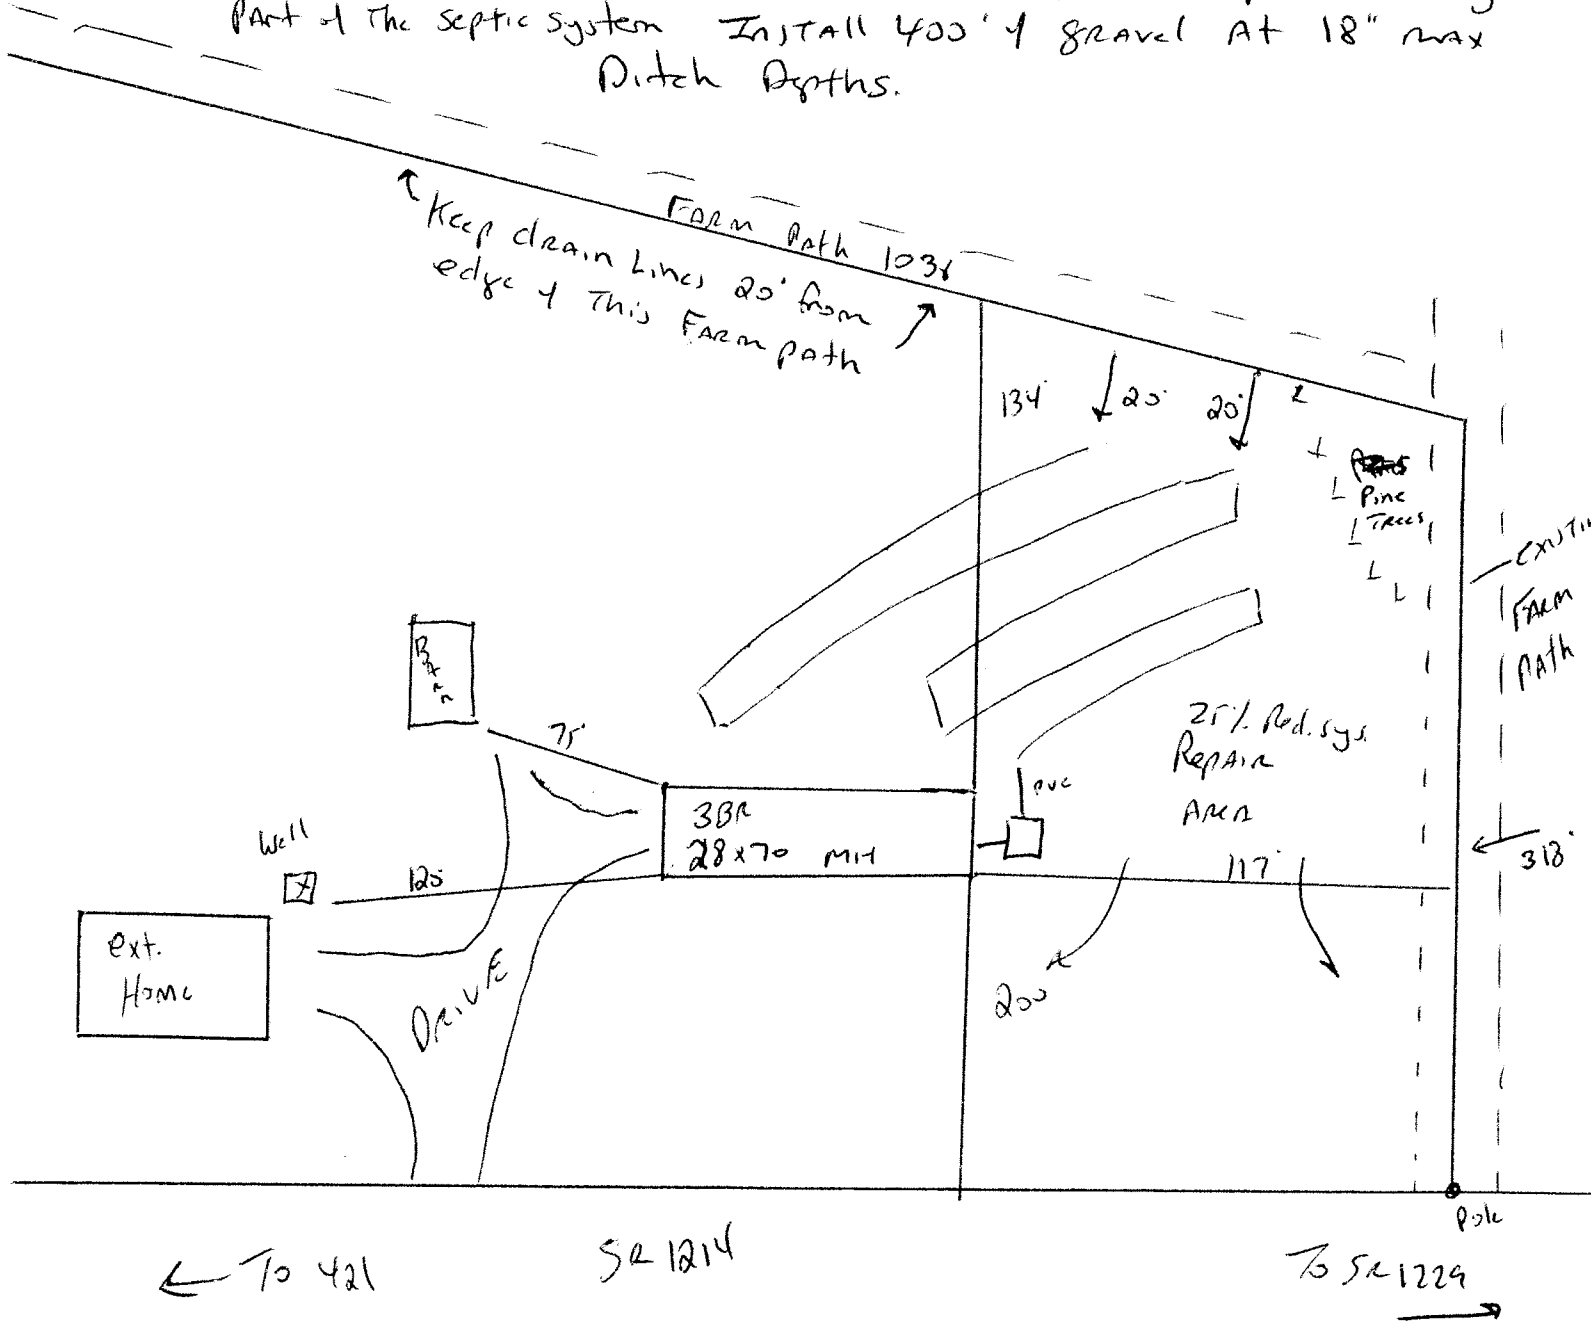 Part of The septic system Install 400' of gravel At 18" max
Ditch Depths.
Farm Path 1038
Keep drain Lines 20' from
edge of This Farm path
134'
20'
20'
Pine
Trees
Farm
path
Barn
75'
25% Red. sys.
Repair
Area
PVC
3BR
28x70 MH
Well
120
117'
318'
ext.
Home
Drive
200
Pole
← To 421
SR 1214
To SR 1229